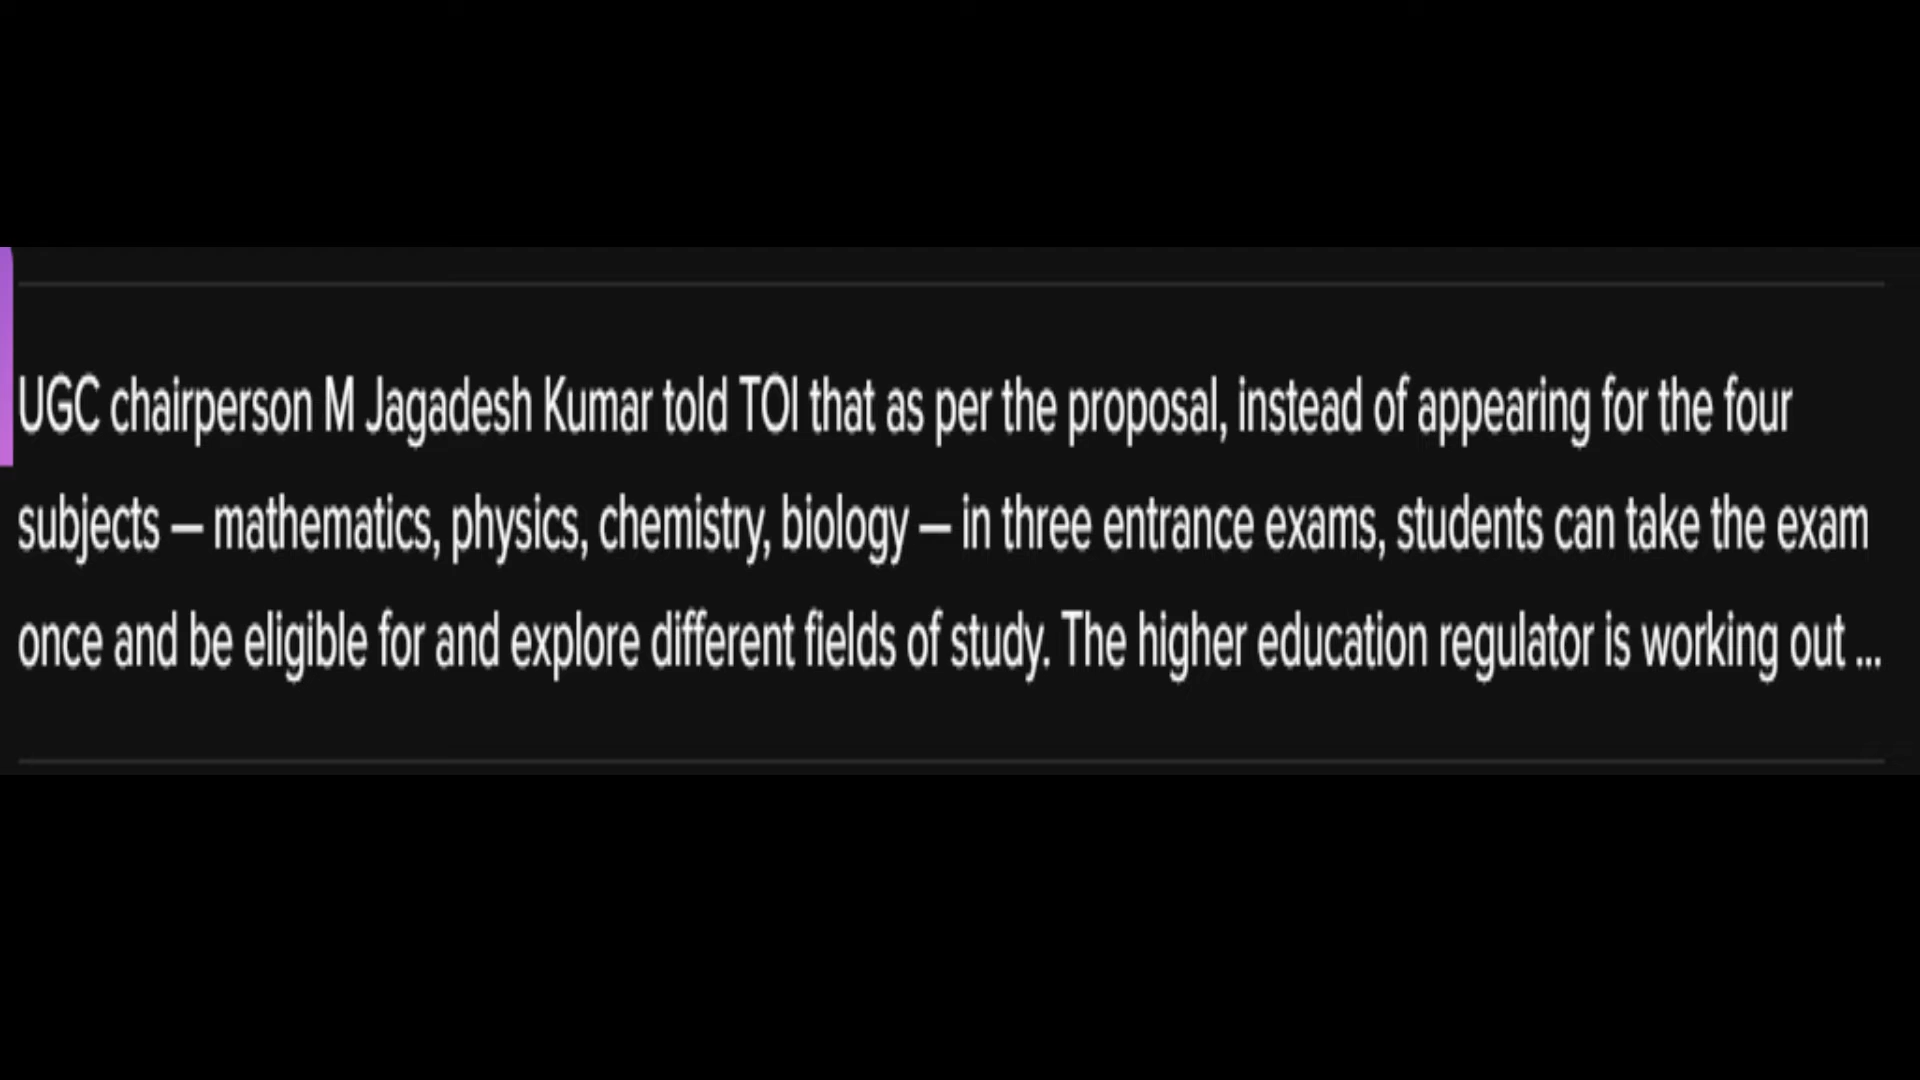 UGC chairperson M Jagadesh Kumar told TOI that as per the proposal, instead of appearing for the four
subjects — mathematics, physics, chemistry, biology — in three entrance exams, students can take the exam
once and be eligible for and explore different fields of study. The higher education regulator is working out ...